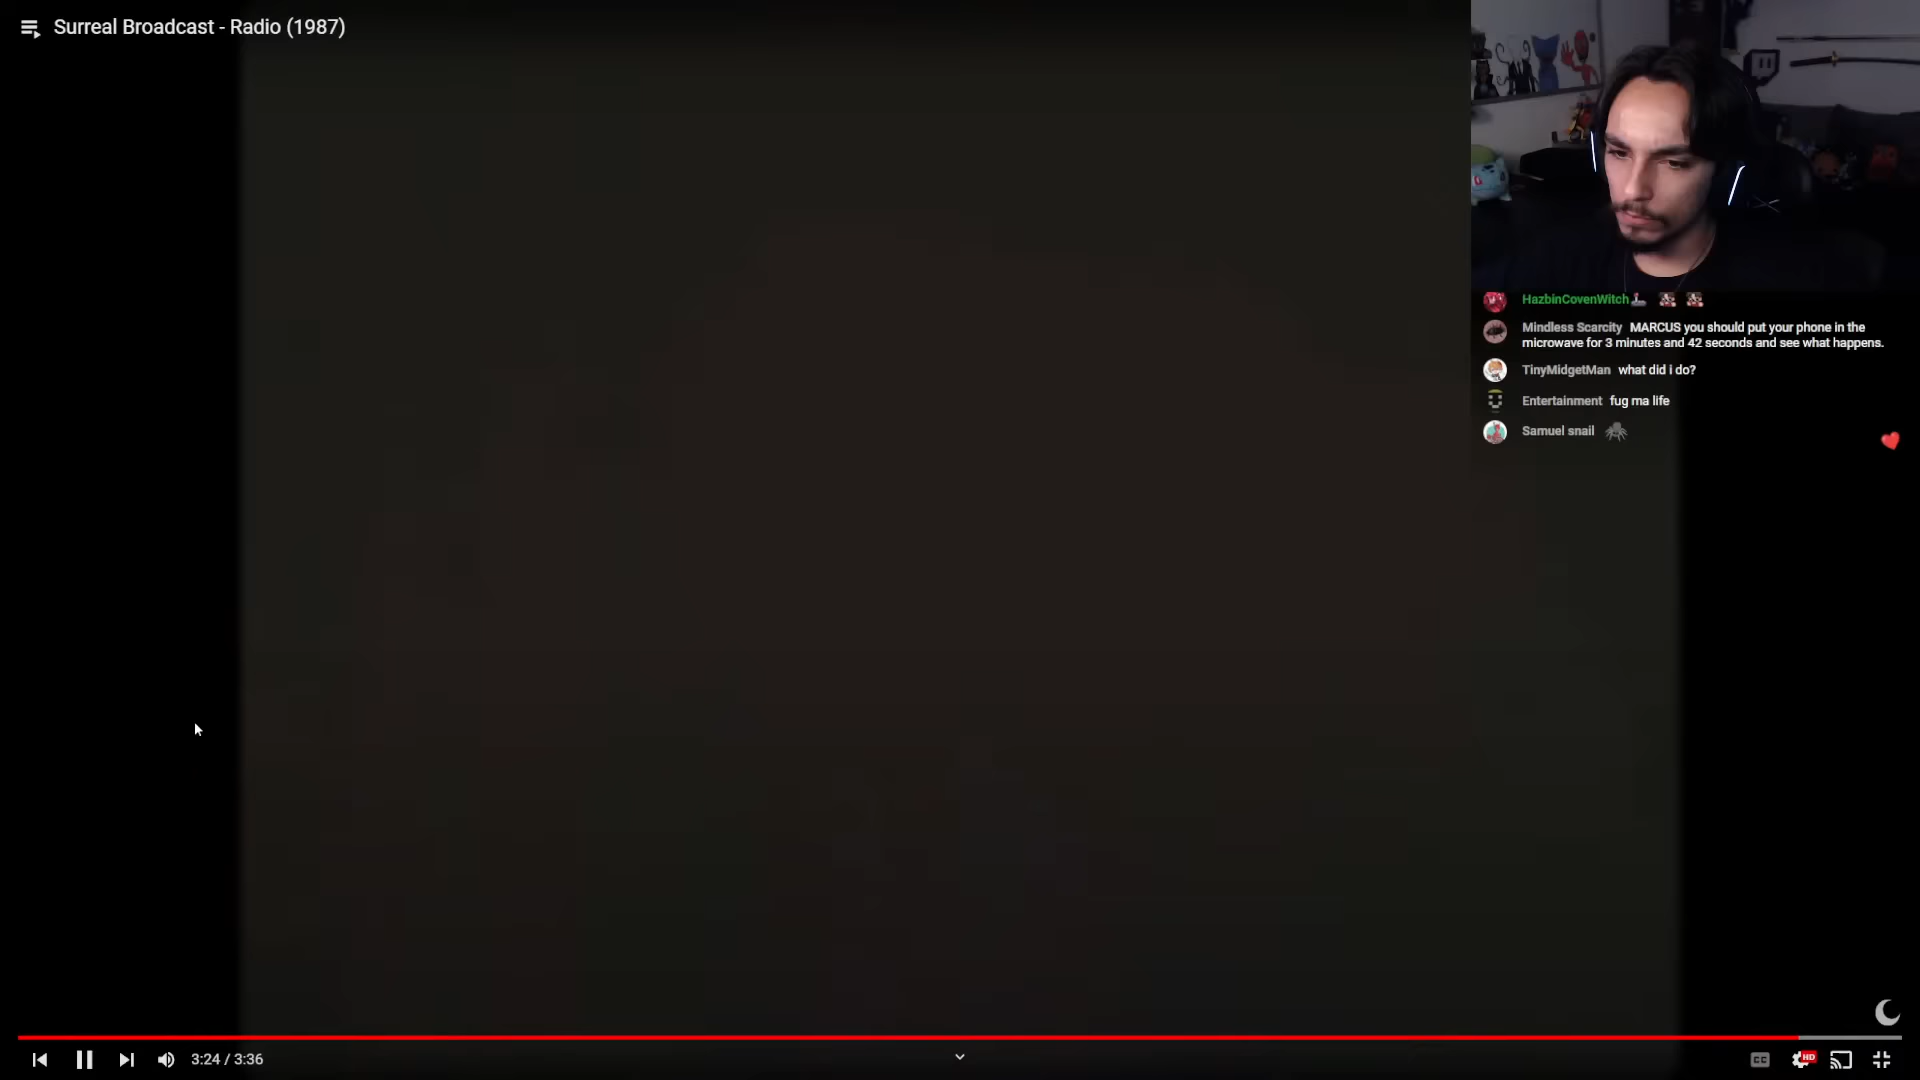 Surreal Broadcast - Radio (1987)
HazbinCovenWitch
Mindless Scarcity MARCUS you should put your phone in the
microwave for 3 minutes and 42 seconds and see what happens.
TinyMidgetMan what did i do?
Entertainment fug ma life
Samuel snail
3:24 / 3:36
CC
HD